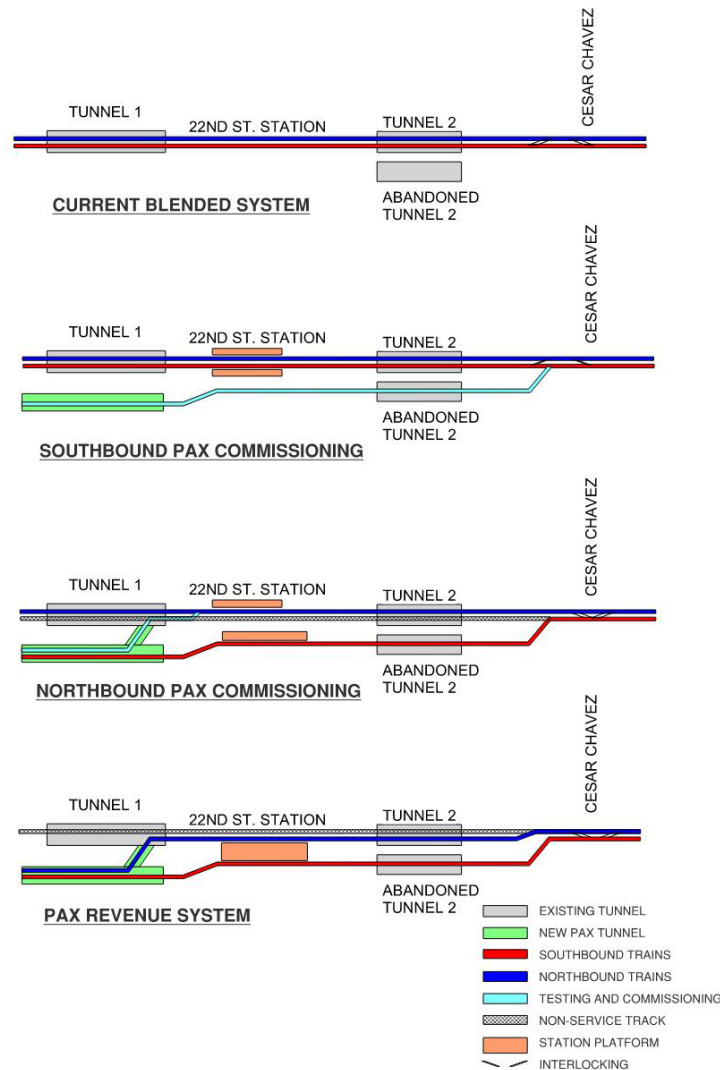 CESAR CHAVEZ
TUNNEL 1
22ND ST. STATION
TUNNEL 2
ABANDONED
TUNNEL 2
CURRENT BLENDED SYSTEM
CESAR CHAVEZ
TUNNEL 1
22ND ST. STATION
TUNNEL 2
ABANDONED
TUNNEL 2
SOUTHBOUND PAX COMMISSIONING
CESAR CHAVEZ
TUNNEL 1
22ND ST. STATION
TUNNEL 2
ABANDONED
TUNNEL 2
NORTHBOUND PAX COMMISSIONING
CESAR CHAVEZ
TUNNEL 1
22ND ST. STATION
TUNNEL 2
ABANDONED
TUNNEL 2
PAX REVENUE SYSTEM
EXISTING TUNNEL
NEW PAX TUNNEL
SOUTHBOUND TRAINS
NORTHBOUND TRAINS
TESTING AND COMMISSIONING
NON-SERVICE TRACK
STATION PLATFORM
INTERLOCKING